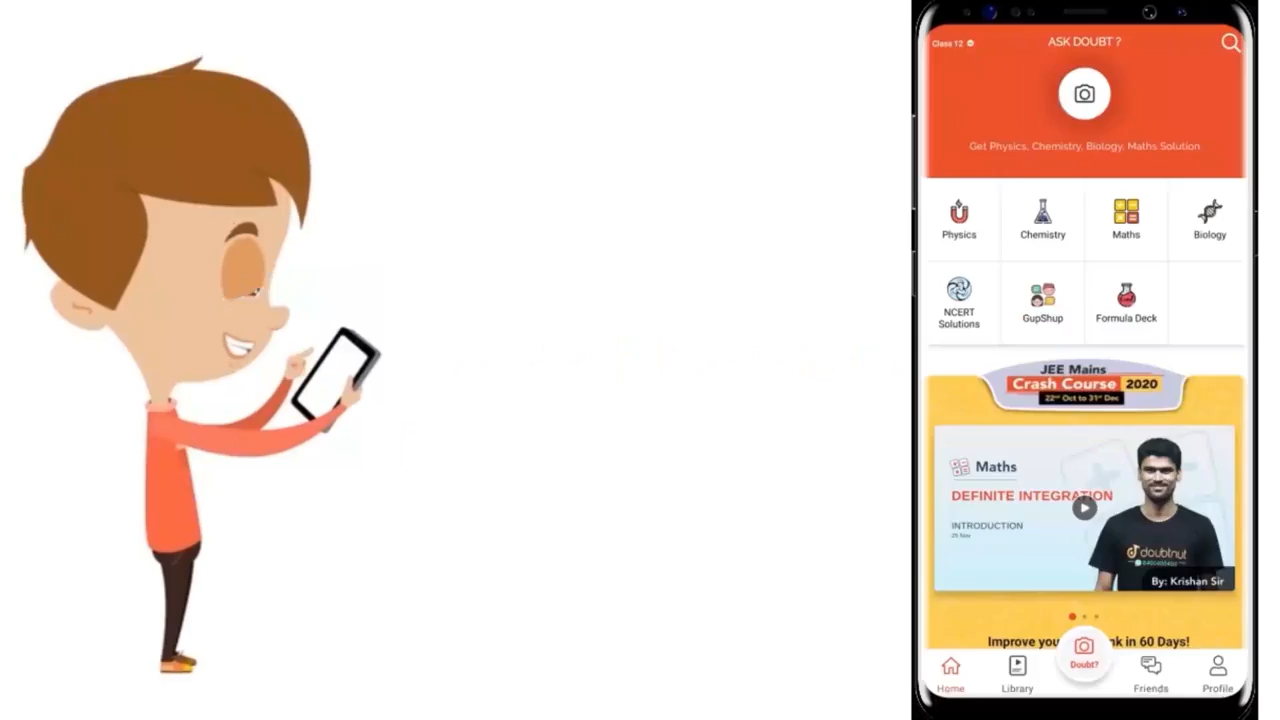 Class 12
ASK DOUBT ?
Get Physics, Chemistry, Biology, Maths Solution
Physics
Chemistry
Maths
Biology
NCERT
Solutions
GupShup
Formula Deck
JEE Mains
Crash Course 2020
22nd Oct to 31st Dec
Maths
DEFINITE INTEGRATION
INTRODUCTION
doubtnut
By: Krishan Sir
in 60 Days!
Doubt?
Home
Library
Friends
Profile